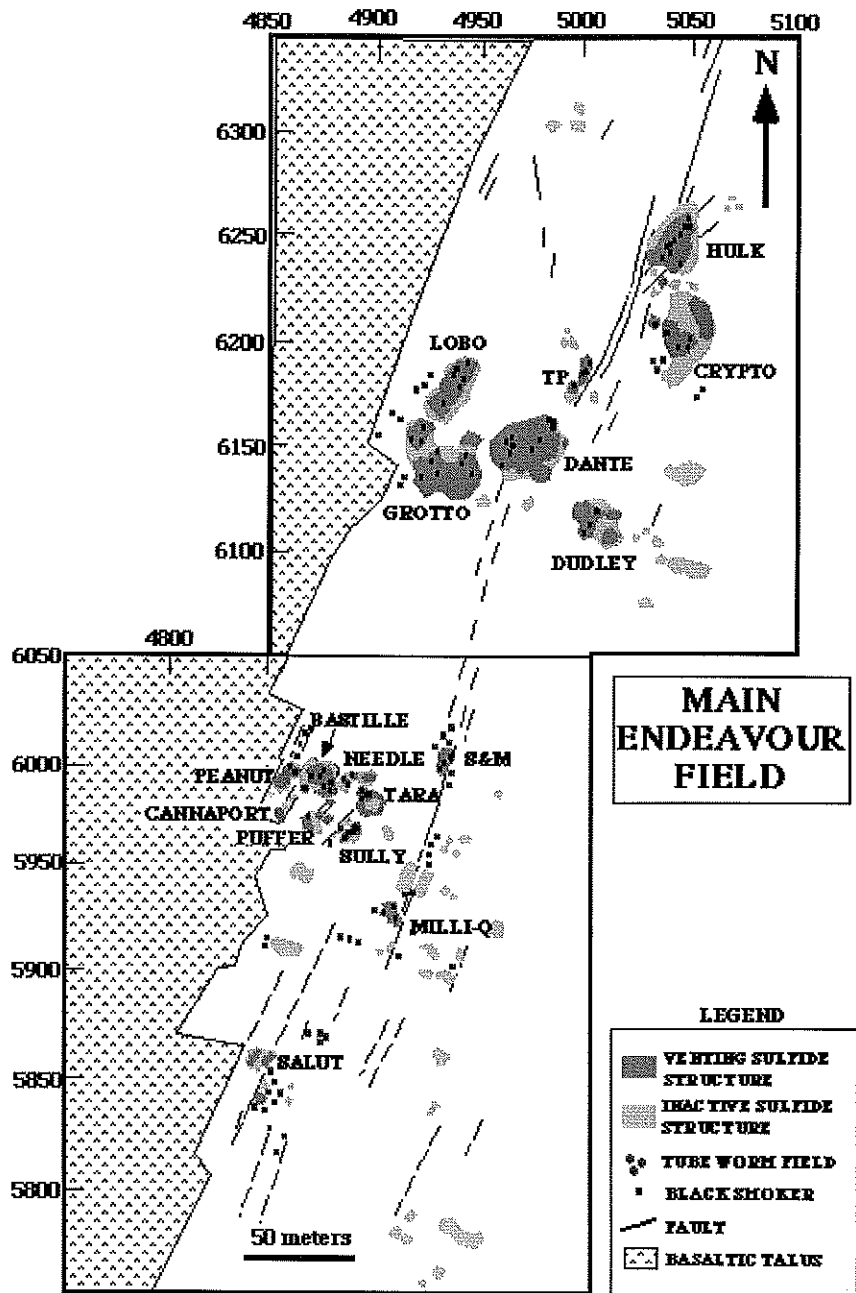 4850 4900 4950 5000 5050 5100
N
6300
6250
HULK
6200
LOBO
TP
CRYPTO
6150
DANTE
GROTTO
6100
DUDLEY
4800
6050
MAIN
ENDEAVOUR
FIELD
BASTILLE
6000
NEEDLE
S&M
PEANUT
CANNAPORT
TARA
PUFFER
5950
SULLY
MILLI-Q
5900
SALUT
5850
5800
50 meters
LEGEND
VENTING SULFIDE
STRUCTURE
INACTIVE SULFIDE
STRUCTURE
TUBE WORM FIELD
BLACK SMOKER
FAULT
BASALTIC TALUS